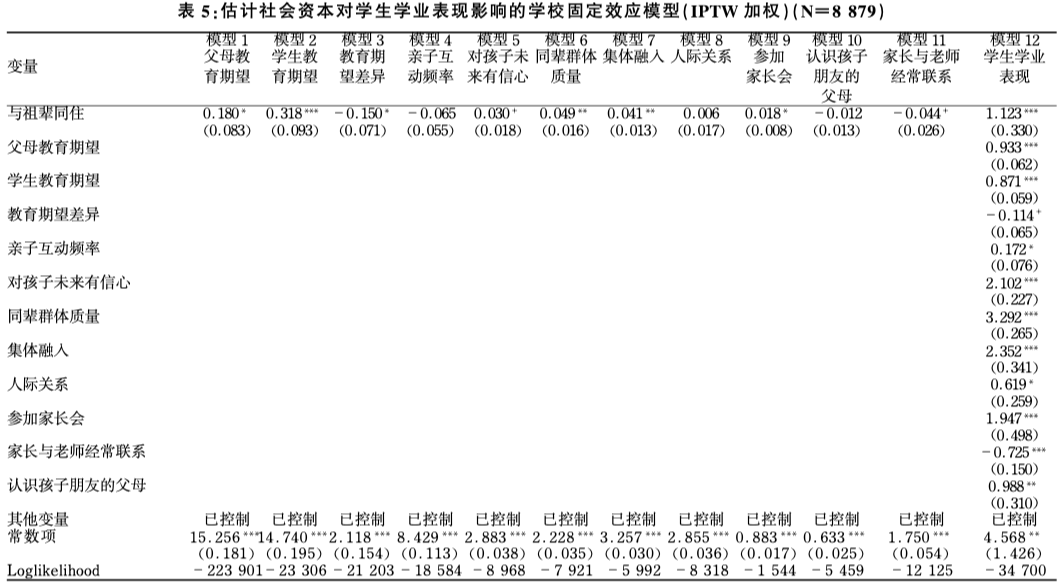 表 5:估计社会资本对学生学业表现影响的学校固定效应模型(IPTW 加权)(N=8 879)
变量 模型 1 模型 2 模型 3 模型 4 模型 5 模型 6 模型 7 模型 8 模型 9 模型 10 模型 11 模型 12
父母教 学生教 教育期 亲子互 对孩子未 同辈群体 集体融入 人际关系 参加 认识孩子 家长与老师 学生学业
育期望 育期望 望差异 动频率 来有信心 质量 家长会 朋友的 经常联系 表现
父母
与祖辈同住 0.180* 0.318*** -0.150* -0.065 0.030+ 0.049** 0.041** 0.006 0.018* -0.012 -0.044+ 1.123***
(0.083) (0.093) (0.071) (0.055) (0.018) (0.016) (0.013) (0.017) (0.008) (0.013) (0.026) (0.330)
父母教育期望 0.933***
(0.062)
学生教育期望 0.871***
(0.059)
教育期望差异 -0.114+
(0.065)
亲子互动频率 0.172*
(0.076)
对孩子未来有信心 2.102***
(0.227)
同辈群体质量 3.292***
(0.265)
集体融入 2.352***
(0.341)
人际关系 0.619*
(0.259)
参加家长会 1.947***
(0.498)
家长与老师经常联系 -0.725***
(0.150)
认识孩子朋友的父母 0.988**
(0.310)
其他变量 已控制 已控制 已控制 已控制 已控制 已控制 已控制 已控制 已控制 已控制 已控制 已控制
常数项 15.256*** 14.740*** 2.118*** 8.429*** 2.883*** 2.228*** 3.257*** 2.855*** 0.883*** 0.633*** 1.750*** 4.568**
(0.181) (0.195) (0.154) (0.113) (0.038) (0.035) (0.030) (0.036) (0.017) (0.025) (0.054) (1.426)
Loglikelihood -223 901 -23 306 -21 203 -18 584 -8 968 -7 921 -5 992 -8 318 -1 544 -5 459 -12 125 -34 700